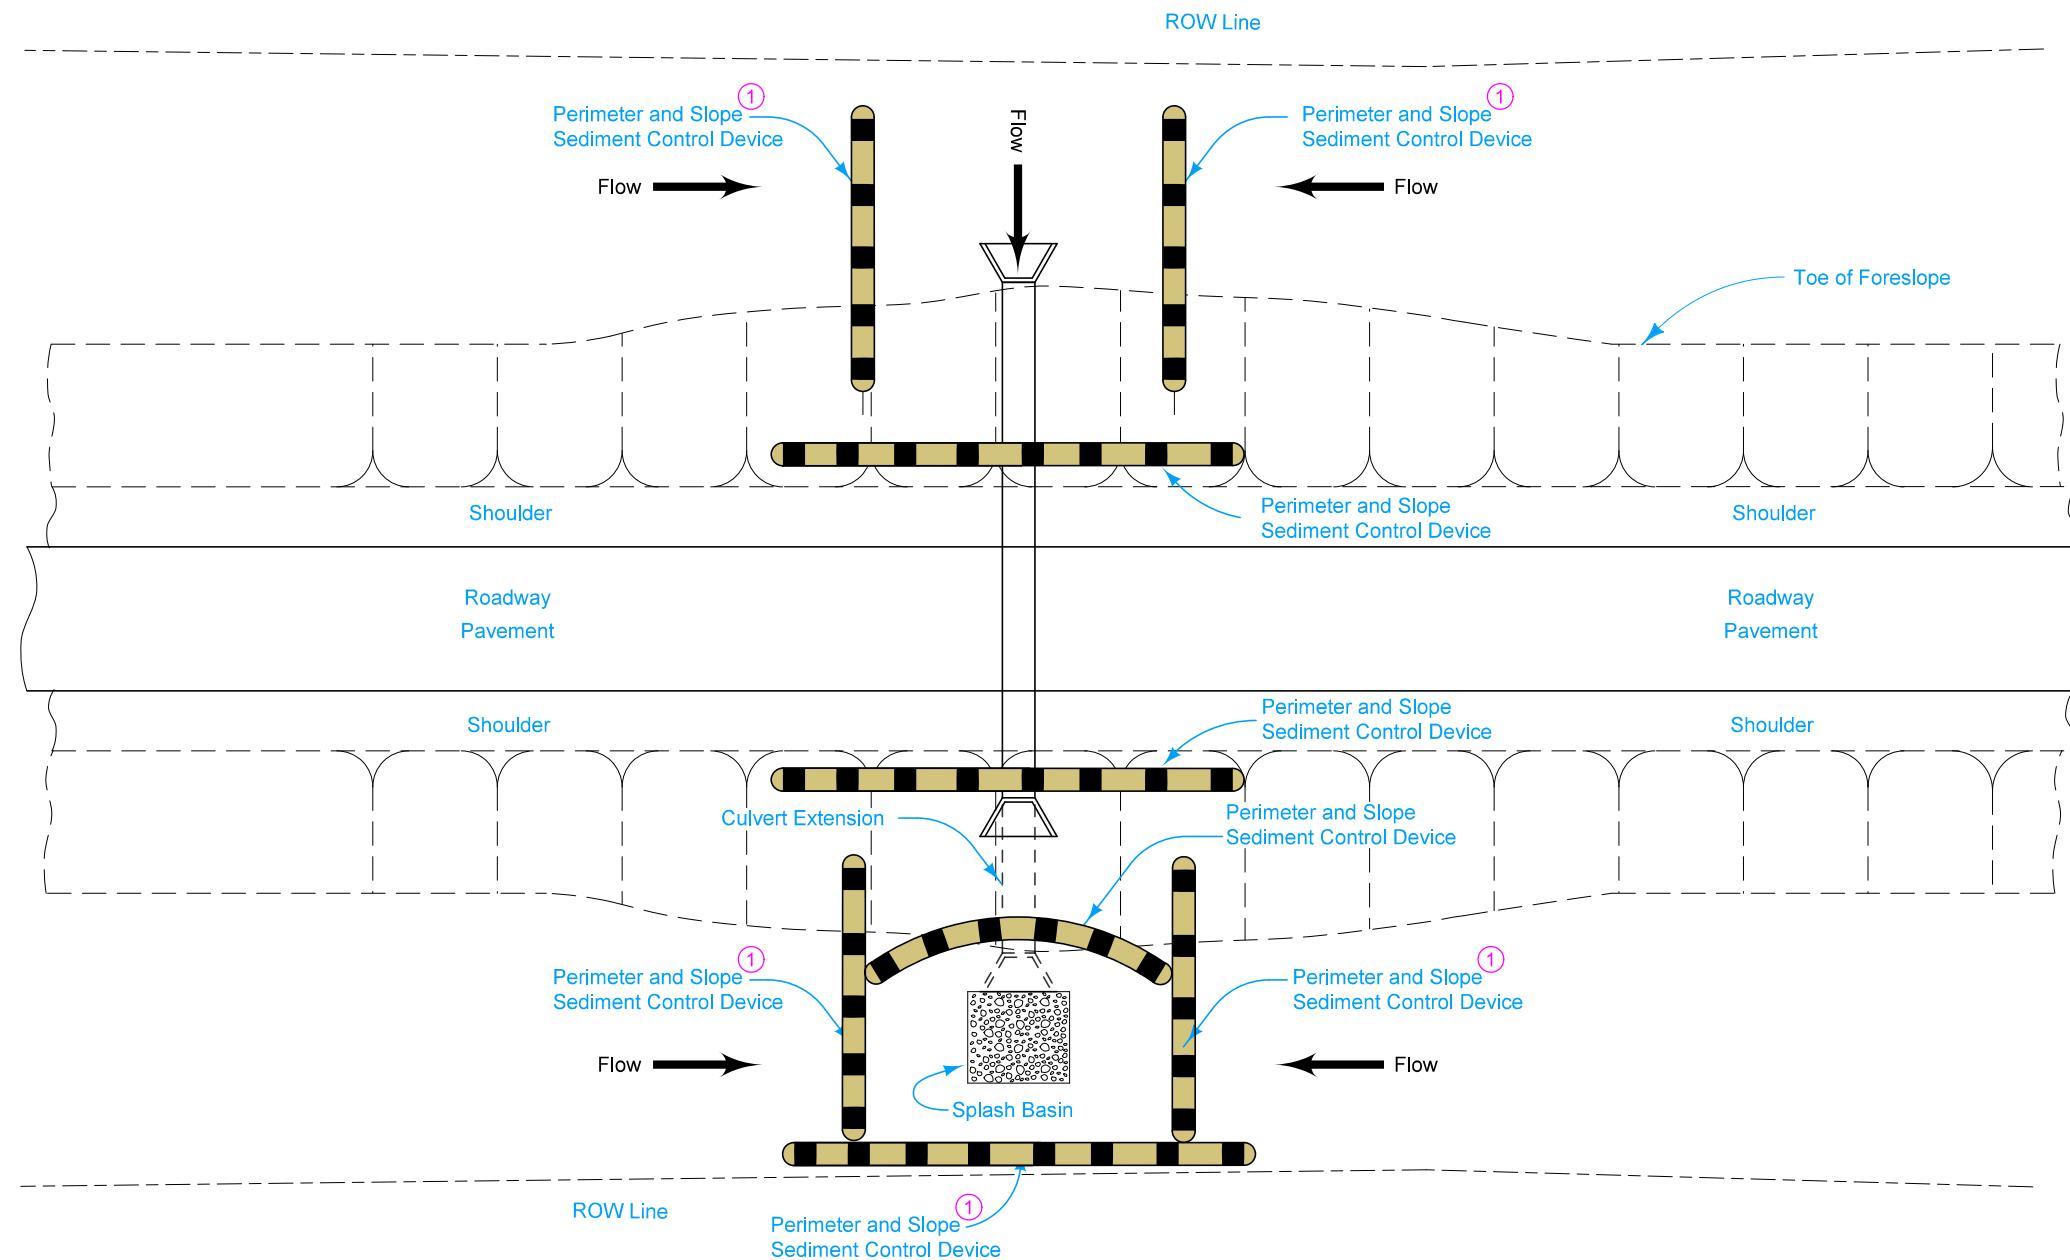 ROW Line
Perimeter and Slope ①
Sediment Control Device
Flow
Perimeter and Slope ①
Sediment Control Device
Flow
Flow
Toe of Foreslope
Shoulder
Perimeter and Slope
Sediment Control Device
Shoulder
Roadway
Pavement
Roadway
Pavement
Shoulder
Perimeter and Slope
Sediment Control Device
Shoulder
Culvert Extension
Perimeter and Slope
Sediment Control Device
Perimeter and Slope ①
Sediment Control Device
Perimeter and Slope ①
Sediment Control Device
Flow
Flow
Splash Basin
ROW Line
Perimeter and Slope ①
Sediment Control Device